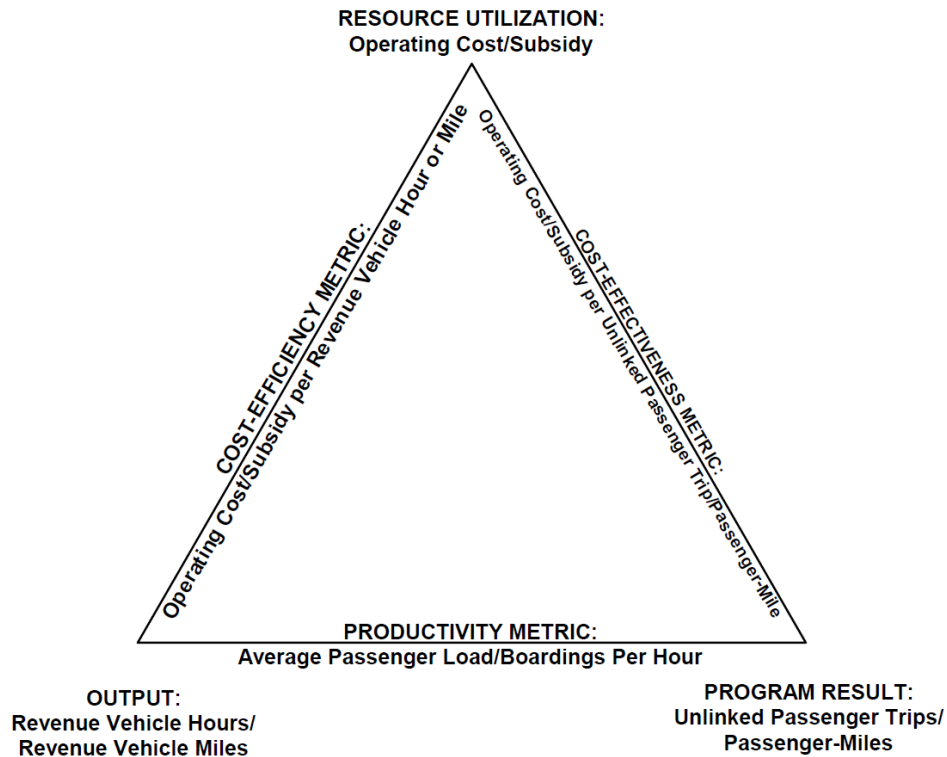 RESOURCE UTILIZATION:
Operating Cost/Subsidy
COST-EFFICIENCY METRIC:
Operating Cost/Subsidy per Revenue Vehicle Hour or Mile
COST-EFFECTIVENESS METRIC:
Operating Cost/Subsidy per Unlinked Passenger Trip/Passenger-Mile
PRODUCTIVITY METRIC:
Average Passenger Load/Boardings Per Hour
OUTPUT:
Revenue Vehicle Hours/
Revenue Vehicle Miles
PROGRAM RESULT:
Unlinked Passenger Trips/
Passenger-Miles